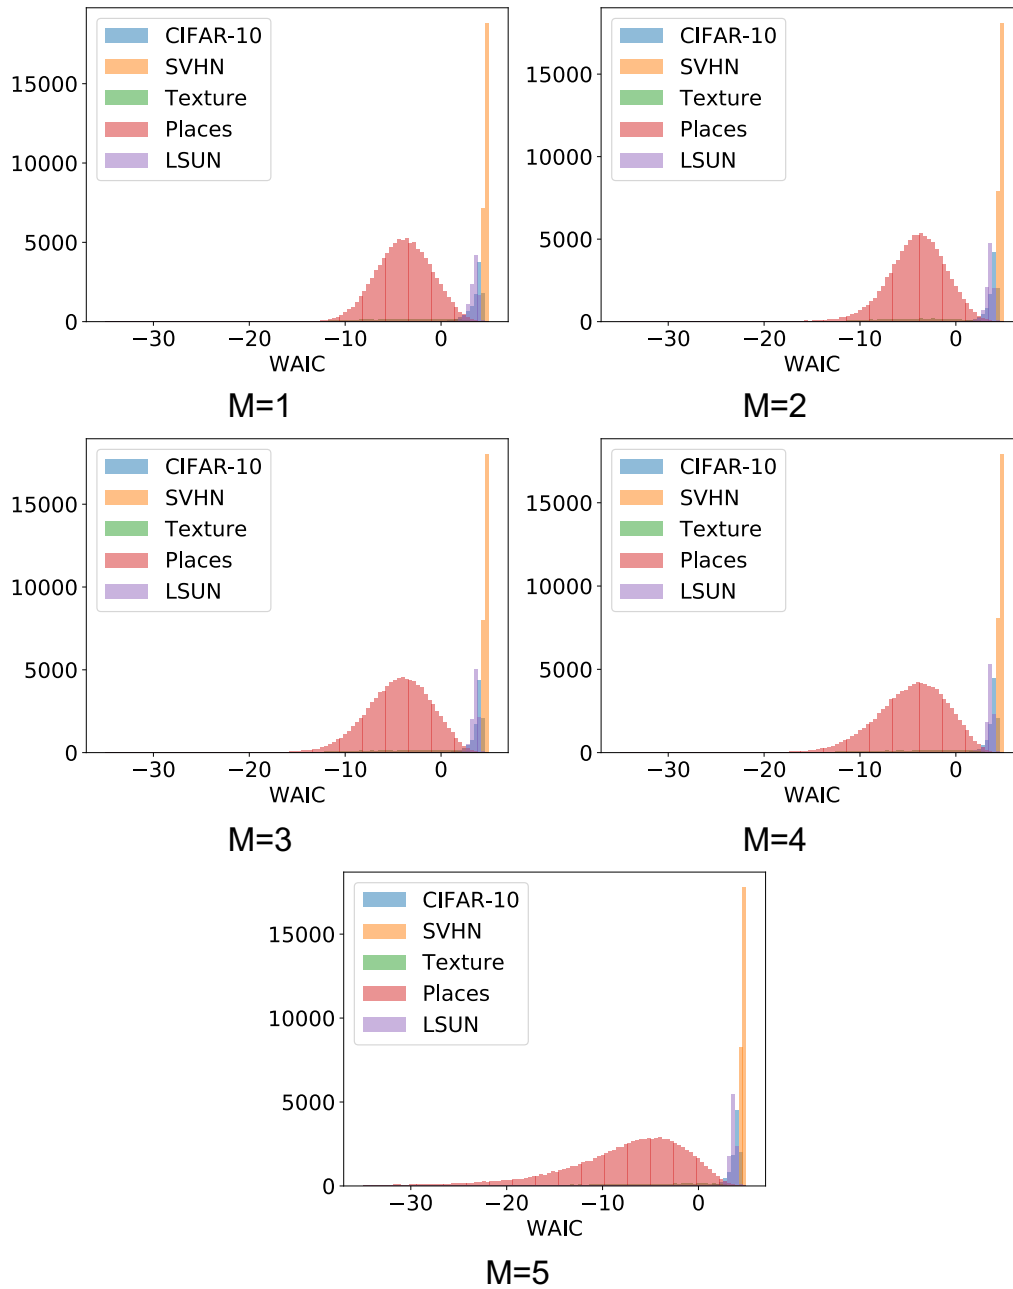 CIFAR-10
SVHN
Texture
Places
LSUN
15000
10000
5000
0
−30 −20 −10 0
WAIC
M=1
CIFAR-10
SVHN
Texture
Places
LSUN
15000
10000
5000
0
−30 −20 −10 0
WAIC
M=2
CIFAR-10
SVHN
Texture
Places
LSUN
15000
10000
5000
0
−30 −20 −10 0
WAIC
M=3
CIFAR-10
SVHN
Texture
Places
LSUN
15000
10000
5000
0
−30 −20 −10 0
WAIC
M=4
CIFAR-10
SVHN
Texture
Places
LSUN
15000
10000
5000
0
−30 −20 −10 0
WAIC
M=5